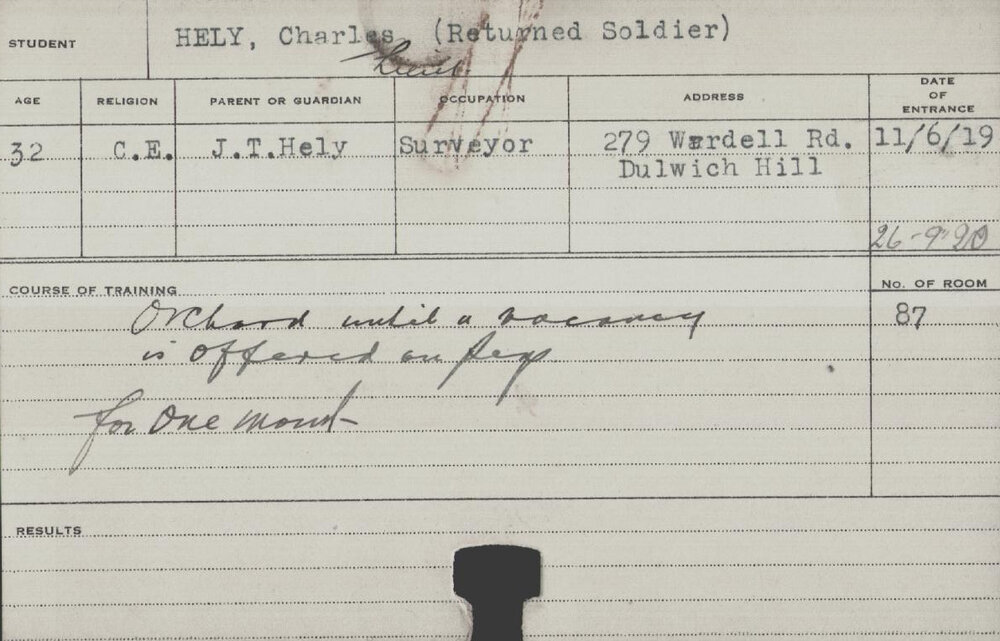 STUDENT HELY, Charles (Returned Soldier)
AGE RELIGION PARENT OR GUARDIAN OCCUPATION ADDRESS DATE OF ENTRANCE
32 C.E. J.T.Hely Surveyor 279 Wardell Rd. 11/6/19
Dulwich Hill
26-9-20
COURSE OF TRAINING No. OF ROOM
Orchard until a vacancy 87
is offered on
for one month
RESULTS